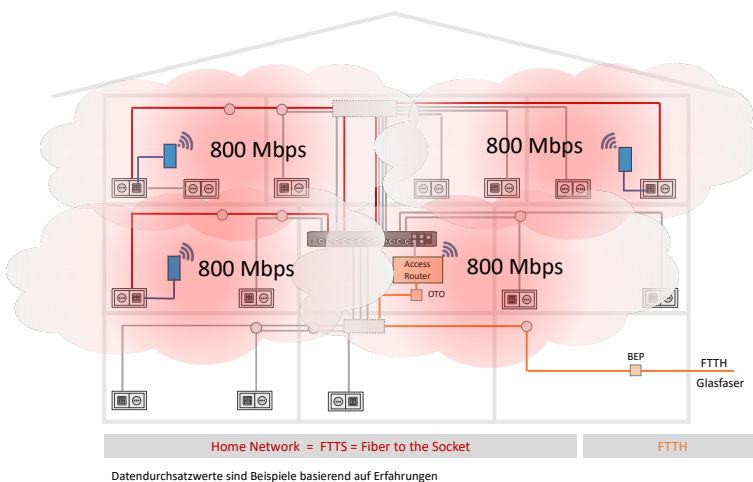 800 Mbps
800 Mbps
800 Mbps
800 Mbps
Access
Router
OTO
BEP
FTTH
Glasfaser
Home Network = FTTS = Fiber to the Socket
FTTH
Datendurchsatzwerte sind Beispiele basierend auf Erfahrungen